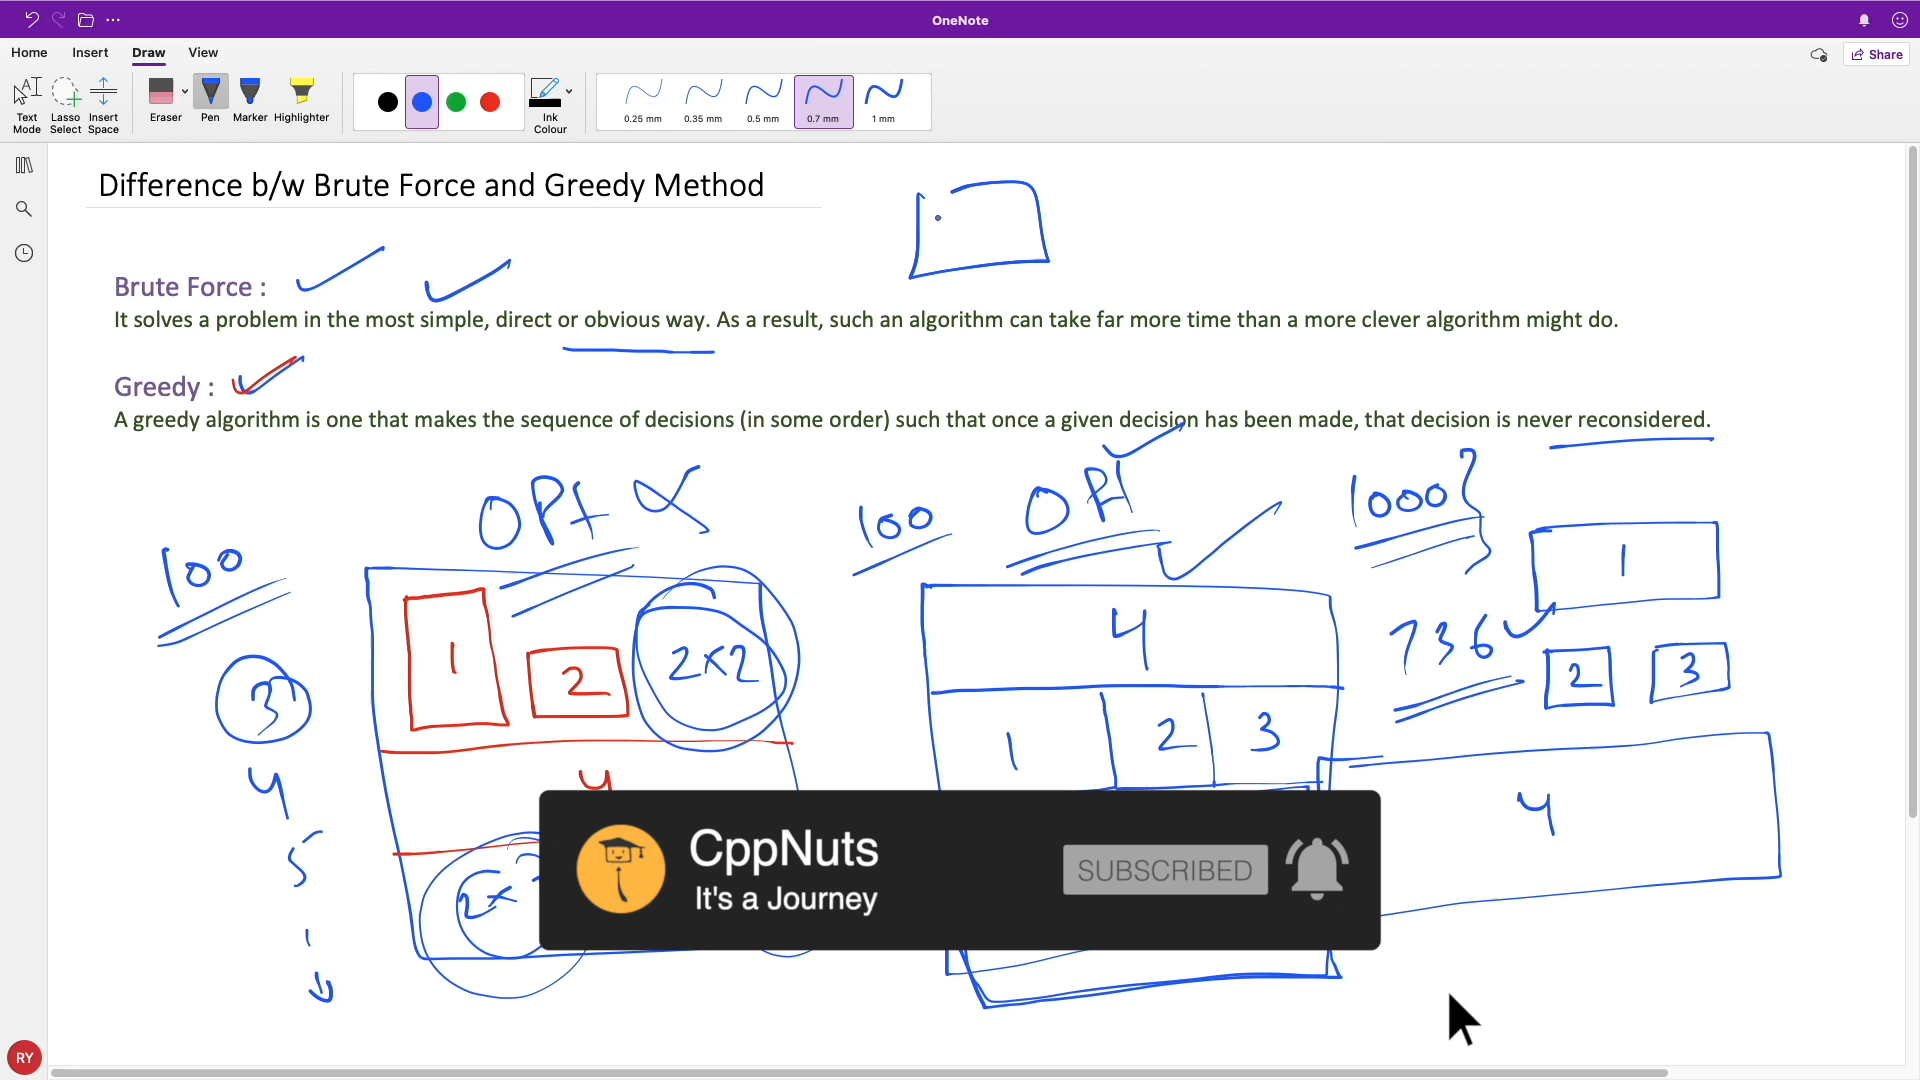 OneNote
Home Insert Draw View
Share
Text Mode
Lasso Select
Insert Space
Eraser
Pen
Marker
Highlighter
Ink Colour
0.25 mm
0.35 mm
0.5 mm
0.7 mm
1 mm
Difference b/w Brute Force and Greedy Method
Brute Force :
It solves a problem in the most simple, direct or obvious way. As a result, such an algorithm can take far more time than a more clever algorithm might do.
Greedy :
A greedy algorithm is one that makes the sequence of decisions (in some order) such that once a given decision has been made, that decision is never reconsidered.
OPt
100
OPt
1000
100
1
2
2x2
4
1
736
3
4
1 2 3
2 3
4
4
5
2x
CppNuts
It's a Journey
SUBSCRIBED
RY